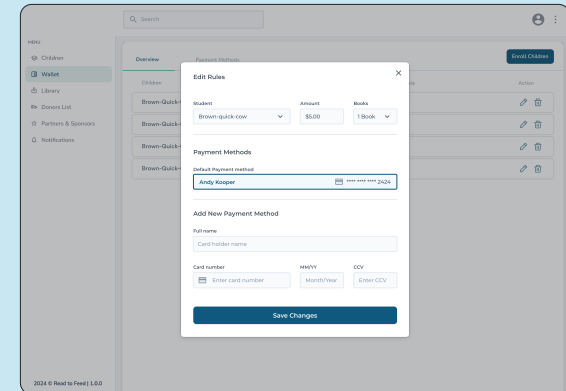 Search
MENU
Children
Wallet
Library
Donors List
Partners & Sponsors
Notifications
2024 © Read to Feed | 1.0.0
Overview
Payment Methods
Enroll Children
Children
Action
Brown-Quick-
Brown-Quick-
Brown-Quick-
Brown-Quick-
Edit Rules
Student
Amount
Books
Brown-quick-cow
$5.00
1 Book
Payment Methods
Default Payment method
Andy Kooper
**** **** **** 2424
Add New Payment Method
Full name
Card holder name
Card number
MM/YY
CCV
Enter card number
Month/Year
Enter CCV
Save Changes